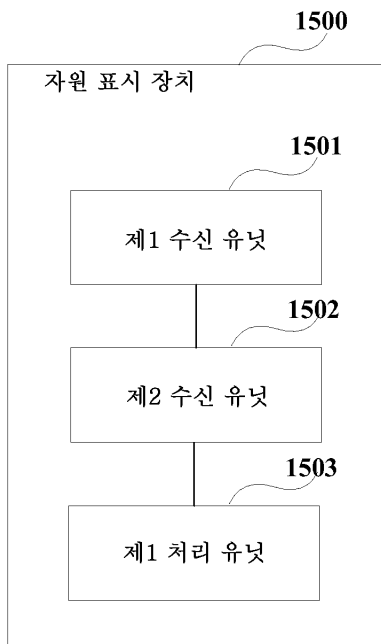 1500
자원 표시 장치
1501
제1 수신 유닛
1502
제2 수신 유닛
1503
제1 처리 유닛